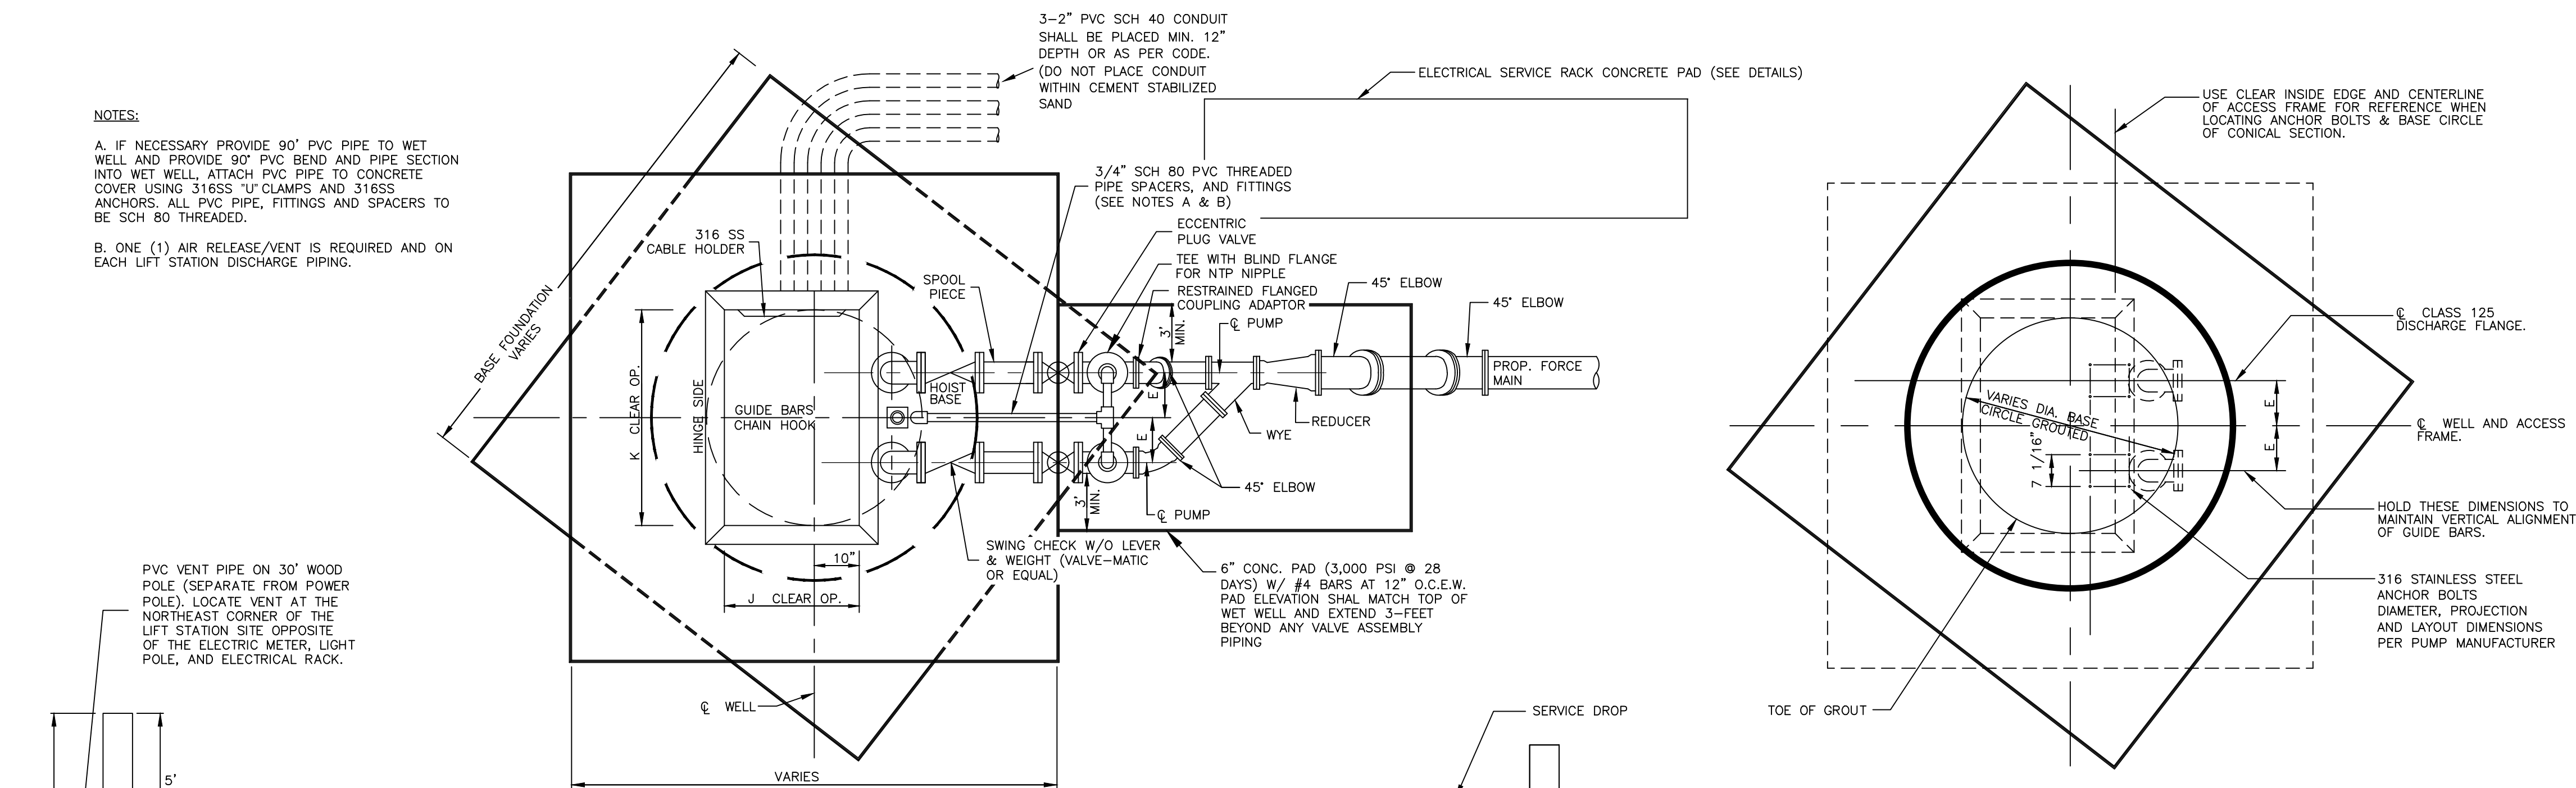 NOTES:
A. IF NECESSARY PROVIDE 90' PVC PIPE TO WET
WELL AND PROVIDE 90° PVC BEND AND PIPE SECTION
INTO WET WELL, ATTACH PVC PIPE TO CONCRETE
COVER USING 316SS "U" CLAMPS AND 316SS
ANCHORS. ALL PVC PIPE, FITTINGS AND SPACERS TO
BE SCH 80 THREADED.
B. ONE (1) AIR RELEASE/VENT IS REQUIRED AND ON
EACH LIFT STATION DISCHARGE PIPING.
PVC VENT PIPE ON 30' WOOD
POLE (SEPARATE FROM POWER
POLE). LOCATE VENT AT THE
NORTHEAST CORNER OF THE
LIFT STATION SITE OPPOSITE
OF THE ELECTRIC METER, LIGHT
POLE, AND ELECTRICAL RACK.
5'
BASE FOUNDATION
VARIES
3-2" PVC SCH 40 CONDUIT
SHALL BE PLACED MIN. 12"
DEPTH OR AS PER CODE.
(DO NOT PLACE CONDUIT
WITHIN CEMENT STABILIZED
SAND
ELECTRICAL SERVICE RACK CONCRETE PAD (SEE DETAILS)
3/4" SCH 80 PVC THREADED
PIPE SPACERS, AND FITTINGS
(SEE NOTES A & B)
ECCENTRIC
PLUG VALVE
TEE WITH BLIND FLANGE
FOR NTP NIPPLE
RESTRAINED FLANGED
COUPLING ADAPTOR
316 SS
CABLE HOLDER
SPOOL
PIECE
3'
MIN.
℄ PUMP
45° ELBOW
45° ELBOW
PROP. FORCE
MAIN
K CLEAR OP.
HINGE SIDE
GUIDE BARS
CHAIN HOOK
HOIST
BASE
E
E
REDUCER
WYE
45° ELBOW
3'
MIN.
℄ PUMP
SWING CHECK W/O LEVER
& WEIGHT (VALVE-MATIC
OR EQUAL)
10"
J CLEAR OP.
6" CONC. PAD (3,000 PSI @ 28
DAYS) W/ #4 BARS AT 12" O.C.E.W.
PAD ELEVATION SHAL MATCH TOP OF
WET WELL AND EXTEND 3-FEET
BEYOND ANY VALVE ASSEMBLY
PIPING
℄ WELL
VARIES
SERVICE DROP
USE CLEAR INSIDE EDGE AND CENTERLINE
OF ACCESS FRAME FOR REFERENCE WHEN
LOCATING ANCHOR BOLTS & BASE CIRCLE
OF CONICAL SECTION.
℄ CLASS 125
DISCHARGE FLANGE.
VARIES DIA. BASE
CIRCLE GROUTED
7 1/16"
E
E
℄ WELL AND ACCESS
FRAME.
HOLD THESE DIMENSIONS TO
MAINTAIN VERTICAL ALIGNMENT
OF GUIDE BARS.
316 STAINLESS STEEL
ANCHOR BOLTS
DIAMETER, PROJECTION
AND LAYOUT DIMENSIONS
PER PUMP MANUFACTURER
TOE OF GROUT